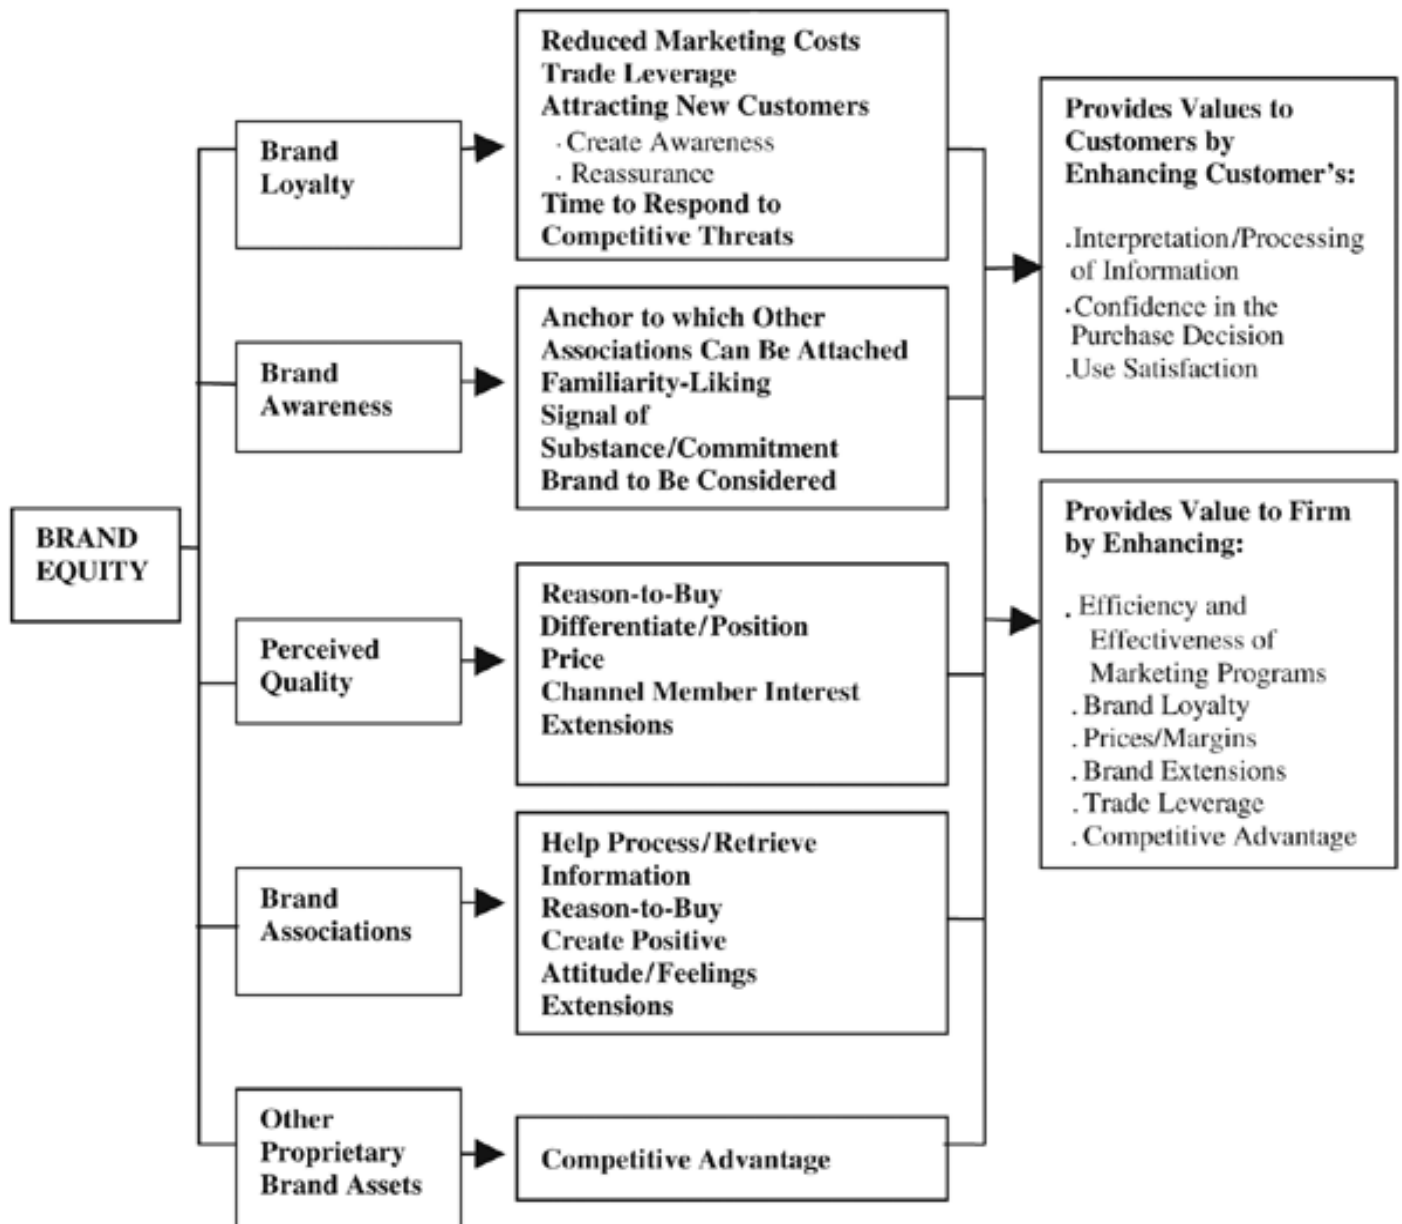 BRAND
EQUITY
Brand
Loyalty
Reduced Marketing Costs
Trade Leverage
Attracting New Customers
· Create Awareness
· Reassurance
Time to Respond to
Competitive Threats
Brand
Awareness
Anchor to which Other
Associations Can Be Attached
Familiarity-Liking
Signal of
Substance/Commitment
Brand to Be Considered
Perceived
Quality
Reason-to-Buy
Differentiate/Position
Price
Channel Member Interest
Extensions
Brand
Associations
Help Process/Retrieve
Information
Reason-to-Buy
Create Positive
Attitude/Feelings
Extensions
Other
Proprietary
Brand Assets
Competitive Advantage
Provides Values to
Customers by
Enhancing Customer's:
.Interpretation/Processing
of Information
·Confidence in the
Purchase Decision
.Use Satisfaction
Provides Value to Firm
by Enhancing:
. Efficiency and
Effectiveness of
Marketing Programs
. Brand Loyalty
. Prices/Margins
. Brand Extensions
. Trade Leverage
. Competitive Advantage